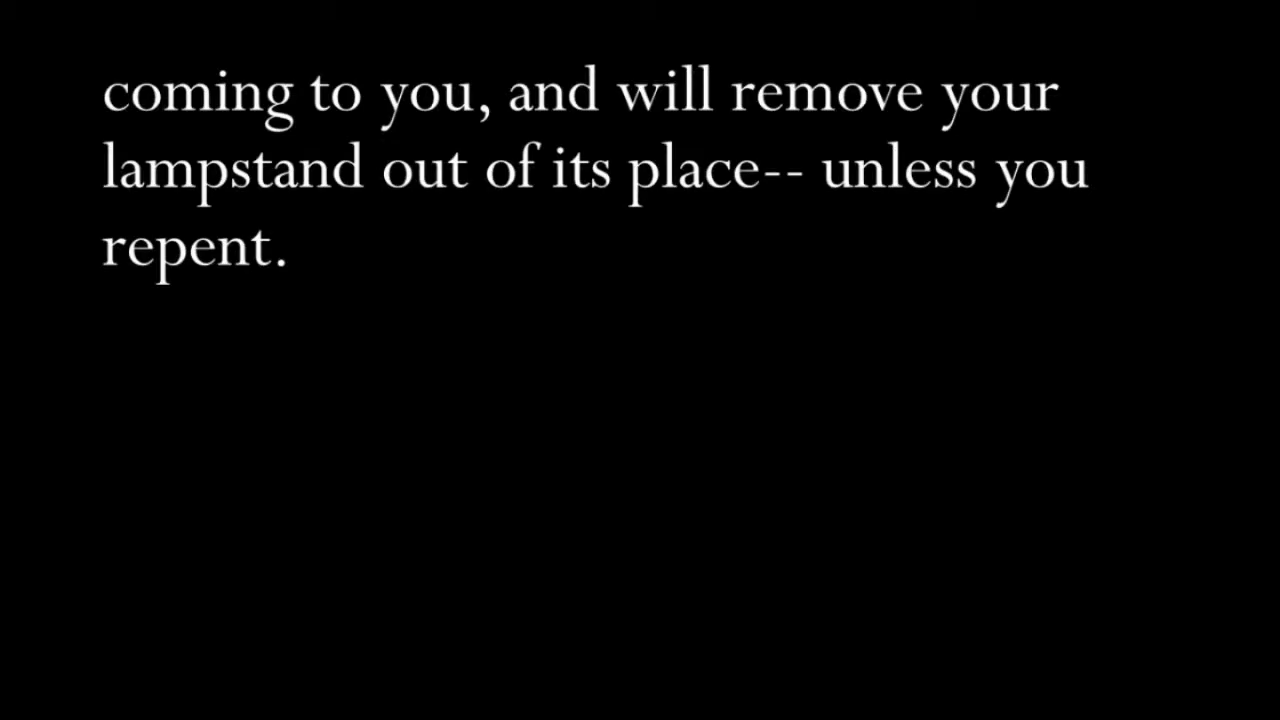 coming to you, and will remove your
lampstand out of its place-- unless you
repent.